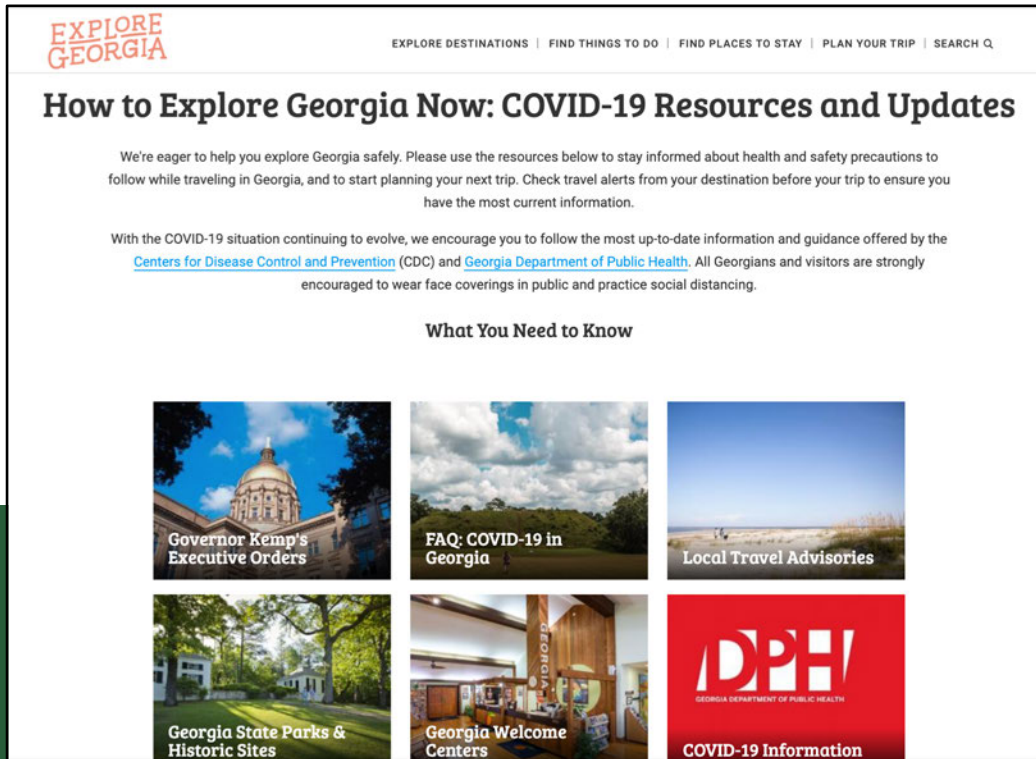 EXPLORE
GEORGIA
EXPLORE DESTINATIONS | FIND THINGS TO DO | FIND PLACES TO STAY | PLAN YOUR TRIP | SEARCH
How to Explore Georgia Now: COVID-19 Resources and Updates
We're eager to help you explore Georgia safely. Please use the resources below to stay informed about health and safety precautions to
follow while traveling in Georgia, and to start planning your next trip. Check travel alerts from your destination before your trip to ensure you
have the most current information.
With the COVID-19 situation continuing to evolve, we encourage you to follow the most up-to-date information and guidance offered by the
Centers for Disease Control and Prevention (CDC) and Georgia Department of Public Health. All Georgians and visitors are strongly
encouraged to wear face coverings in public and practice social distancing.
What You Need to Know
Governor Kemp's
Executive Orders
FAQ: COVID-19 in
Georgia
Local Travel Advisories
Georgia State Parks &
Historic Sites
GEORGIA
Georgia Welcome
Centers
DPH
GEORGIA DEPARTMENT OF PUBLIC HEALTH
COVID-19 Information